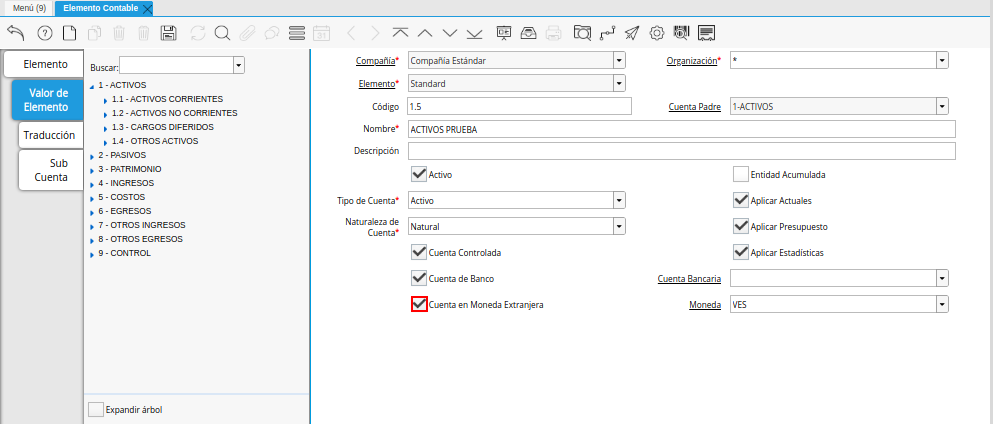 Menú (9)
Elemento Contable
Elemento
Valor de
Elemento
Traducción
Sub
Cuenta
Buscar:
1 - ACTIVOS
1.1 - ACTIVOS CORRIENTES
1.2 - ACTIVOS NO CORRIENTES
1.3 - CARGOS DIFERIDOS
1.4 - OTROS ACTIVOS
2 - PASIVOS
3 - PATRIMONIO
4 - INGRESOS
5 - COSTOS
6 - EGRESOS
7 - OTROS INGRESOS
8 - OTROS EGRESOS
9 - CONTROL
Expandir árbol
Compañía* Compañía Estándar Organización* *
Elemento* Standard
Código 1.5 Cuenta Padre 1-ACTIVOS
Nombre* ACTIVOS PRUEBA
Descripción
Activo Entidad Acumulada
Tipo de Cuenta* Activo Aplicar Actuales
Naturaleza de
Cuenta* Natural Aplicar Presupuesto
Cuenta Controlada Aplicar Estadísticas
Cuenta de Banco Cuenta Bancaria
Cuenta en Moneda Extranjera Moneda VES